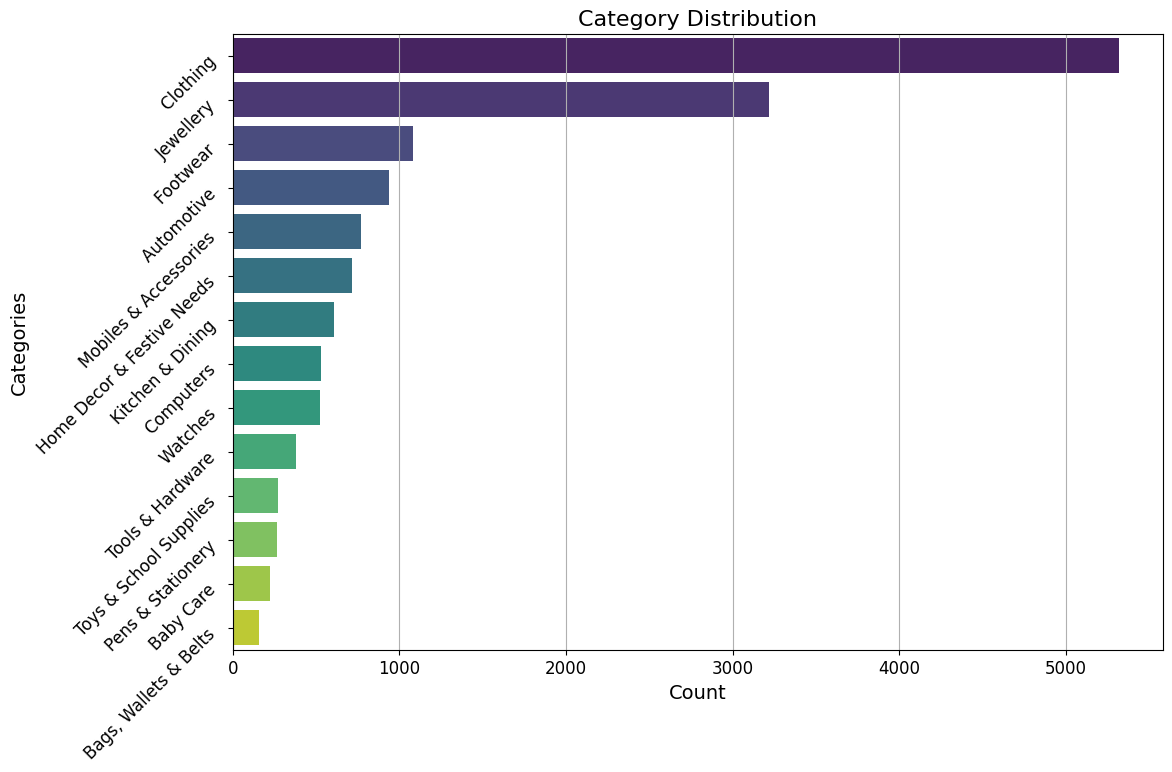 Category Distribution
Categories
Clothing
Jewellery
Footwear
Automotive
Mobiles & Accessories
Home Decor & Festive Needs
Kitchen & Dining
Computers
Watches
Tools & Hardware
Toys & School Supplies
Pens & Stationery
Baby Care
Bags, Wallets & Belts
0 1000 2000 3000 4000 5000
Count